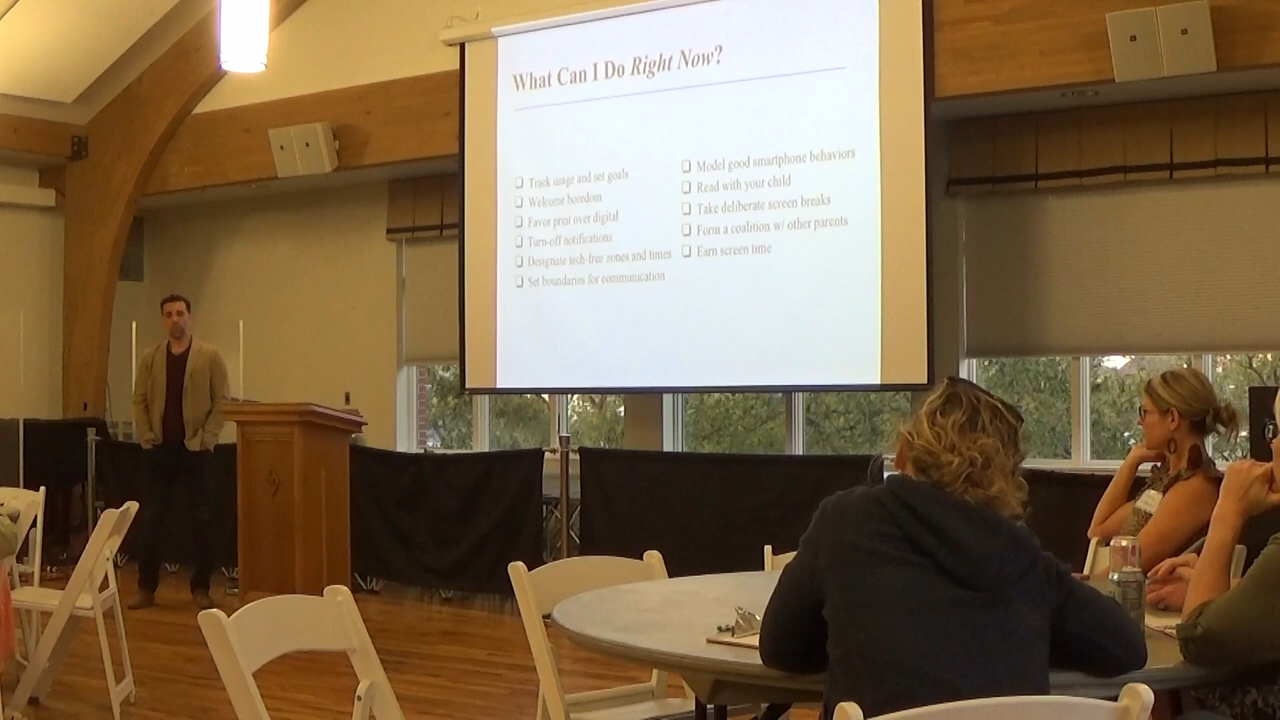 What Can I Do Right Now?
❑ Track usage and set goals
❑ Welcome boredom
❑ Favor print over digital
❑ Turn-off notifications
❑ Designate tech-free zones and times
❑ Set boundaries for communication
❑ Model good smartphone behaviors
❑ Read with your child
❑ Take deliberate screen breaks
❑ Form a coalition w/ other parents
❑ Earn screen time